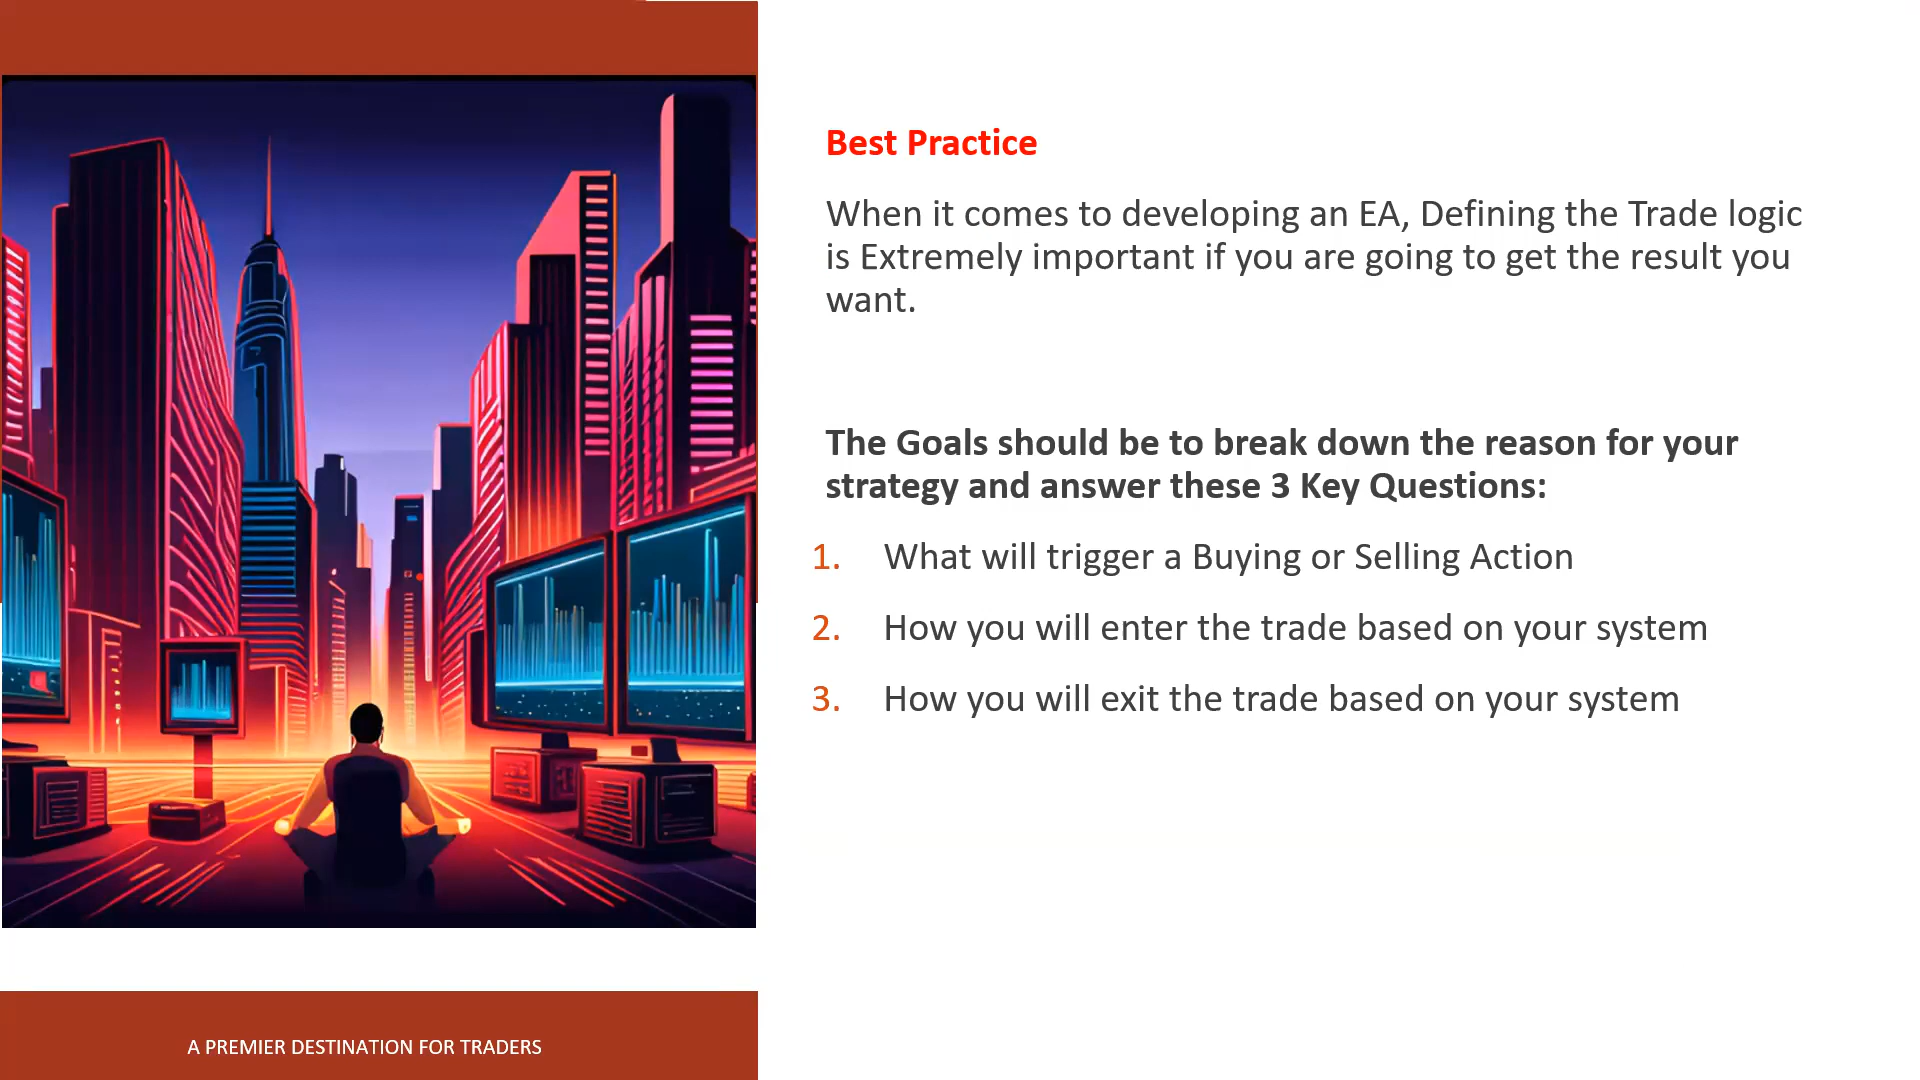 Best Practice
When it comes to developing an EA, Defining the Trade logic
is Extremely important if you are going to get the result you
want.
The Goals should be to break down the reason for your
strategy and answer these 3 Key Questions:
1. What will trigger a Buying or Selling Action
2. How you will enter the trade based on your system
3. How you will exit the trade based on your system
A PREMIER DESTINATION FOR TRADERS